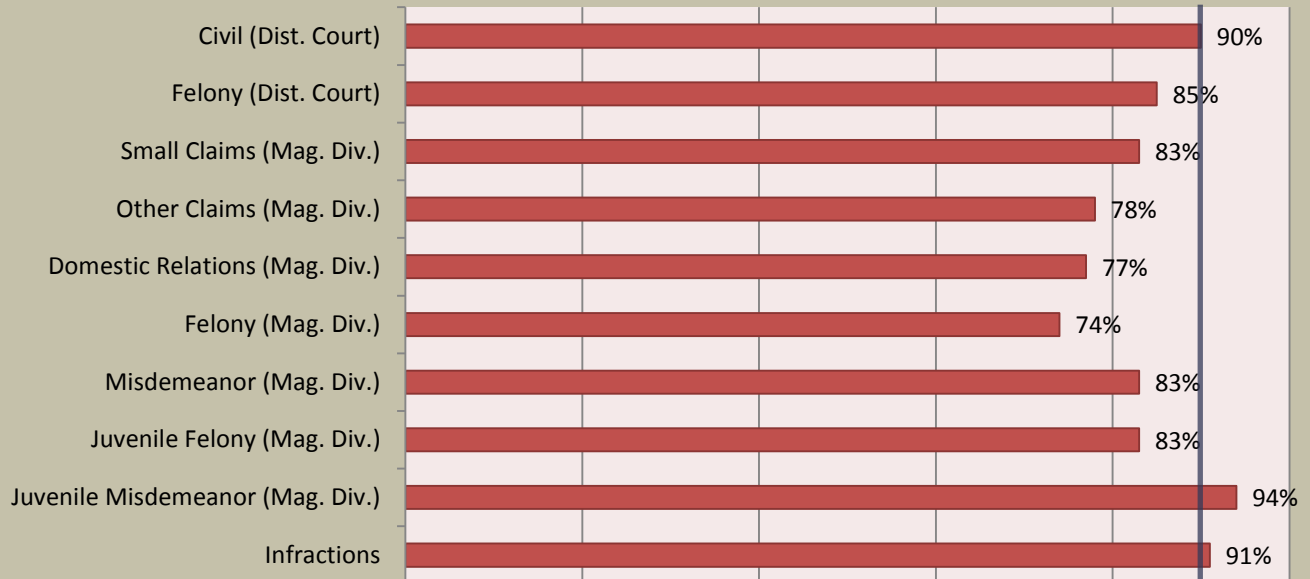 Civil (Dist. Court) 90%
Felony (Dist. Court) 85%
Small Claims (Mag. Div.) 83%
Other Claims (Mag. Div.) 78%
Domestic Relations (Mag. Div.) 77%
Felony (Mag. Div.) 74%
Misdemeanor (Mag. Div.) 83%
Juvenile Felony (Mag. Div.) 83%
Juvenile Misdemeanor (Mag. Div.) 94%
Infractions 91%